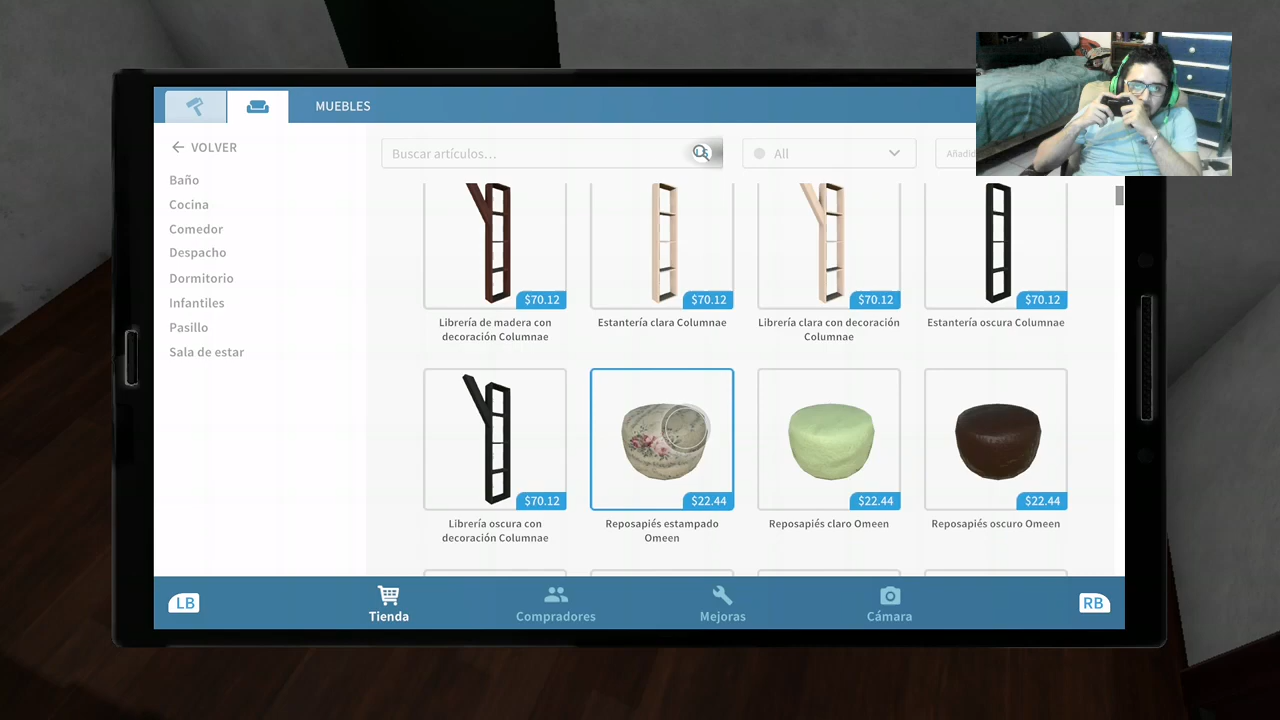 MUEBLES
VOLVER
Buscar artículos...
All
Añadid
Baño
Cocina
Comedor
Despacho
Dormitorio
Infantiles
Pasillo
Sala de estar
$70.12
$70.12
$70.12
$70.12
Librería de madera con
decoración Columnae
Estantería clara Columnae
Librería clara con decoración
Columnae
Estantería oscura Columnae
$70.12
$22.44
$22.44
$22.44
Librería oscura con
decoración Columnae
Reposapiés estampado
Omeen
Reposapiés claro Omeen
Reposapiés oscuro Omeen
LB
Tienda
Compradores
Mejoras
Cámara
RB